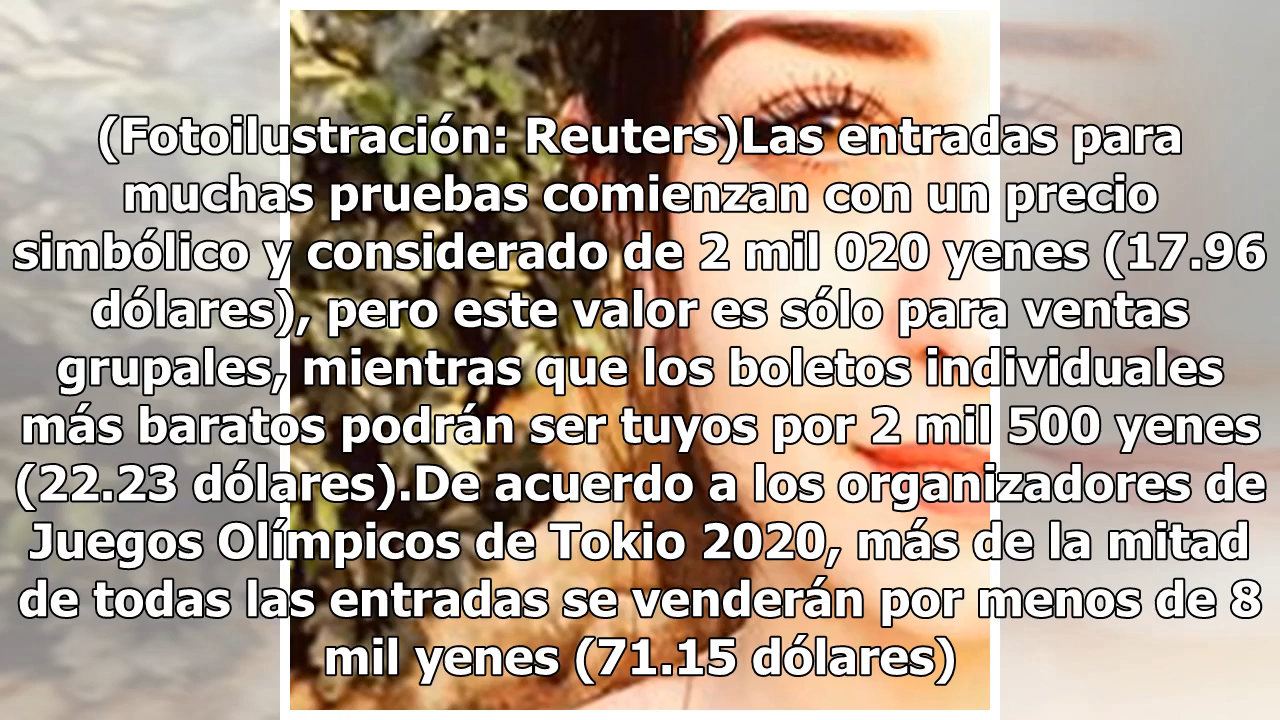 (Fotoilustración: Reuters)Las entradas para
muchas pruebas comienzan con un precio
simbólico y considerado de 2 mil 020 yenes (17.96
dólares), pero este valor es sólo para ventas
grupales, mientras que los boletos individuales
más baratos podrán ser tuyos por 2 mil 500 yenes
(22.23 dólares).De acuerdo a los organizadores de
Juegos Olímpicos de Tokio 2020, más de la mitad
de todas las entradas se venderán por menos de 8
mil yenes (71.15 dólares)